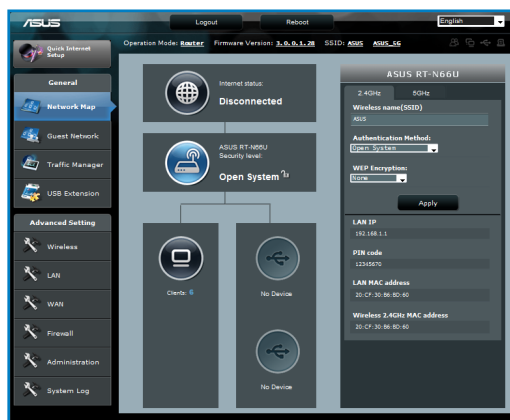 ASUS
Logout
Reboot
English
Quick Internet Setup
Operation Mode: Router Firmware Version: 3.0.0.1.28 SSID: ASUS ASUS_5G
General
Network Map
Guest Network
Traffic Manager
USB Extension
Advanced Setting
Wireless
LAN
WAN
Firewall
Administration
System Log
Internet status:
Disconnected
ASUS RT-N66U
Security level:
Open System
Clients: 6
No Device
No Device
ASUS RT-N66U
2.4GHz 5GHz
Wireless name(SSID)
ASUS
Authentication Method:
Open System
WEP Encryption:
None
Apply
LAN IP
192.168.1.1
PIN code
12345670
LAN MAC address
20:CF:30:B6:BD:60
Wireless 2.4GHz MAC address
20:CF:30:B6:BD:60